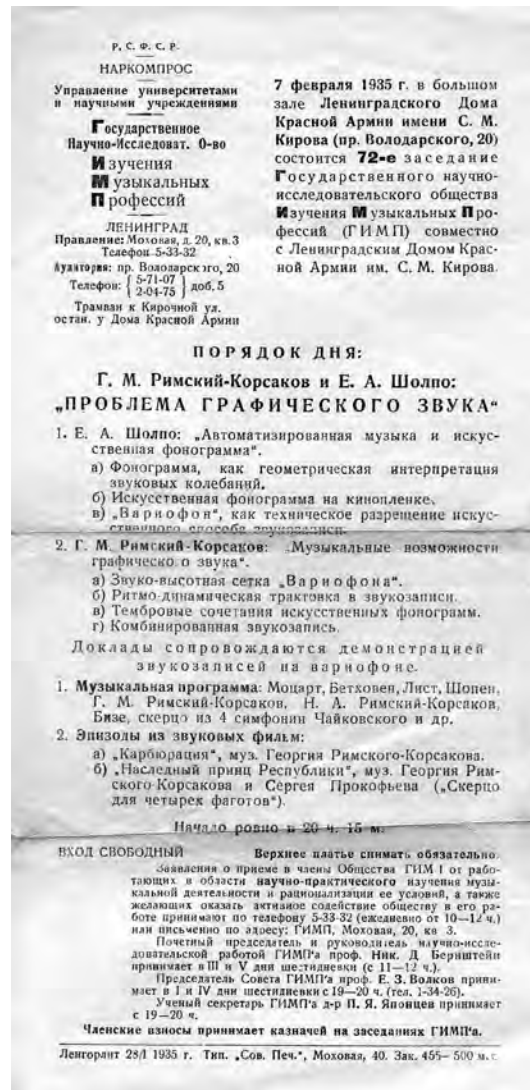 Р. С. Ф. С. Р.
НАРКОМПРОС
Управление университетами
и научными учреждениями
Государственное
Научно-Исследоват. О-во
Изучения
Музыкальных
Профессий
ЛЕНИНГРАД
Правление: Моховая, д. 20, кв. 3
Телефон 5-33-32
Аудитория: пр. Володарского, 20
Телефон: { 5-71-07 2-04-75 } доб. 5
Трамваи к Кирочной ул.
остан. у Дома Красной Армии
7 февраля 1935 г. в большом
зале Ленинградского Дома
Красной Армии имени С. М.
Кирова (пр. Володарского, 20)
состоится 72-е заседание
Государственного научно-
исследовательского общества
Изучения Музыкальных Про-
фессий (ГИМП) совместно
с Ленинградским Домом Крас-
ной Армии им. С. М. Кирова.
ПОРЯДОК ДНЯ:
Г. М. Римский-Корсаков и Е. А. Шолпо:
„ПРОБЛЕМА ГРАФИЧЕСКОГО ЗВУКА“
1. Е. А. Шолпо: „Автоматизированная музыка и искус-
ственная фонограмма“.
а) Фонограмма, как геометрическая интерпретация
звуковых колебаний.
б) Искусственная фонограмма на кинопленке.
в) „Вариофон“, как техническое разрешение искус-
ственного способа звукозаписи.
2. Г. М. Римский-Корсаков: „Музыкальные возможности
графическо о звука“.
а) Звуко-высотная сетка „Вариофона“.
б) Ритмо-динамическая трактовка в звукозаписи.
в) Тембровые сочетания искусственных фонограмм.
г) Комбинированная звукозапись.
Доклады сопровождаются демонстрацией
звукозаписей на вариофоне.
1. Музыкальная программа: Моцарт, Бетховен, Лист, Шопен,
Г. М. Римский-Корсаков, Н. А. Римский-Корсаков,
Бизе, скерцо из 4 симфонии Чайковского и др.
2. Эпизоды из звуковых фильм:
а) „Карбюрация“, муз. Георгия Римского-Корсакова.
б) „Наследный принц Республики“, муз. Георгия Рим-
ского-Корсакова и Сергея Прокофьева („Скерцо
для четырех фаготов“).
Начало ровно в 20 ч. 15 м.
ВХОД СВОБОДНЫЙ Верхнее платье снимать обязательно.
Заявления о приеме в члены Общества ГИМП от рабо-
тающих в области научно-практического изучения музы-
кальной деятельности и рационализации ее условий, а также
желающих оказать активное содействие обществу в его ра-
боте принимают по телефону 5-33-32 (ежедневно от 10—12 ч.)
или письменно по адресу: ГИМП, Моховая, 20, кв 3.
Почетный председатель и руководитель научно-иссле-
довательской работой ГИМП'а проф. Ник. Д. Бернштейн
принимает в III и V дни шестидневки (с 11—12 ч.).
Председатель Совета ГИМП'а проф. Е. З. Волков прини-
мает в I и IV дни шестидневки с 19—20 ч. (тел. 1-34-26).
Ученый секретарь ГИМП'а д-р П. Я. Японцев принимает
с 19—20 ч.
Членские взносы принимает казначей на заседаниях ГИМП'а.
Ленгорлит 28/I 1935 г. Тип. „Сов. Печ.“, Моховая, 40. Зак. 455— 500 м. г.